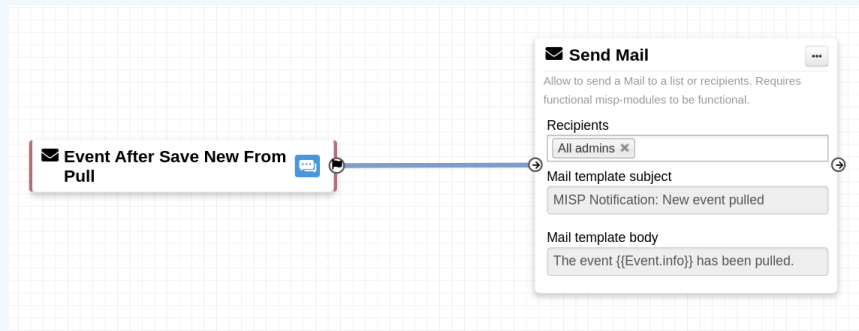 Event After Save New From
Pull
Send Mail
Allow to send a Mail to a list or recipients. Requires
functional misp-modules to be functional.
Recipients
All admins ×
Mail template subject
MISP Notification: New event pulled
Mail template body
The event {{Event.info}} has been pulled.